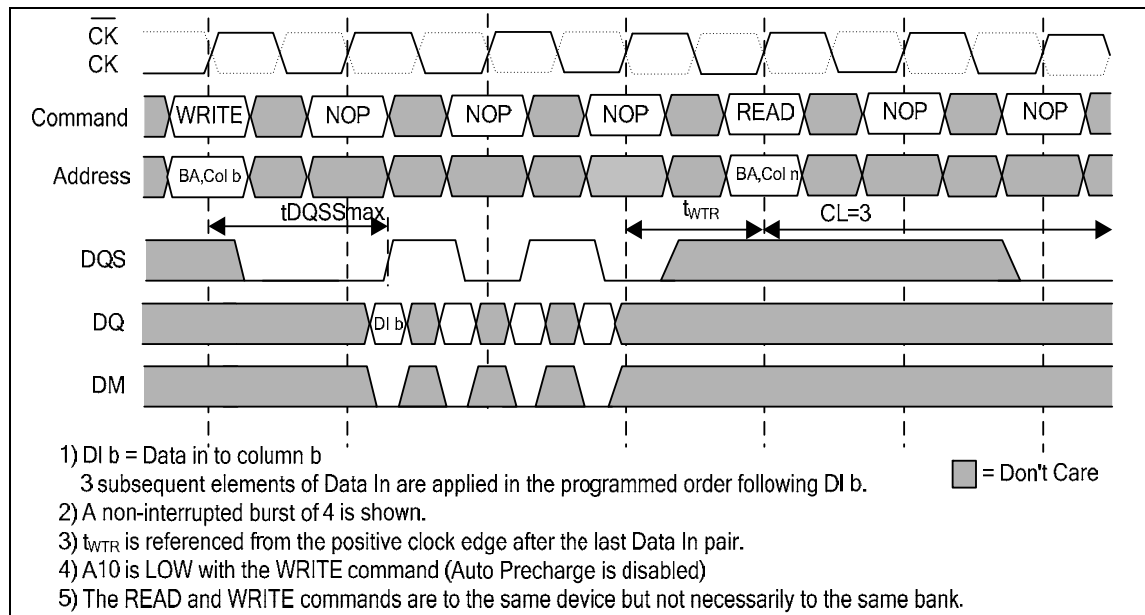 CK
CK
Command WRITE NOP NOP NOP READ NOP NOP
Address BA,Col b BA,Col n
tDQSSmax tWTR CL=3
DQS
DQ DI b
DM
1) DI b = Data in to column b
3 subsequent elements of Data In are applied in the programmed order following DI b.
= Don't Care
2) A non-interrupted burst of 4 is shown.
3) tWTR is referenced from the positive clock edge after the last Data In pair.
4) A10 is LOW with the WRITE command (Auto Precharge is disabled)
5) The READ and WRITE commands are to the same device but not necessarily to the same bank.